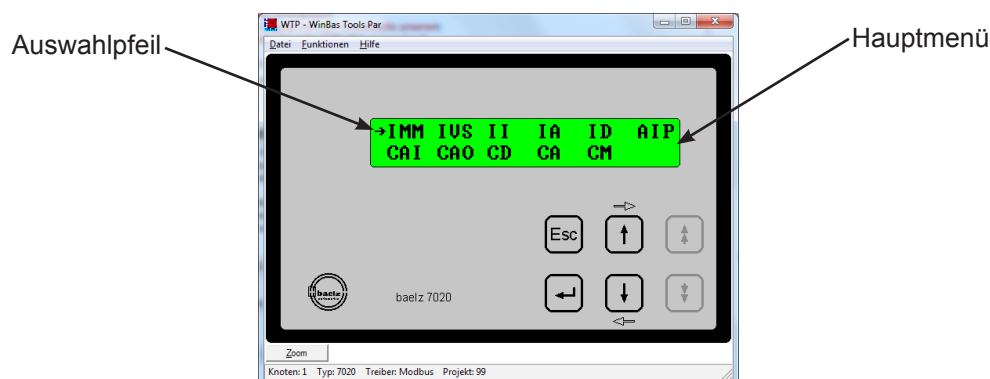 WTP - WinBas Tools Par
Datei Funktionen Hilfe
Auswahlpfeil
Hauptmenü
→IMM IVS II IA ID AIP
CAI CAO CD CA CM
Esc
baelz
baelz 7020
Zoom
Knoten: 1 Typ: 7020 Treiber: Modbus Projekt: 99